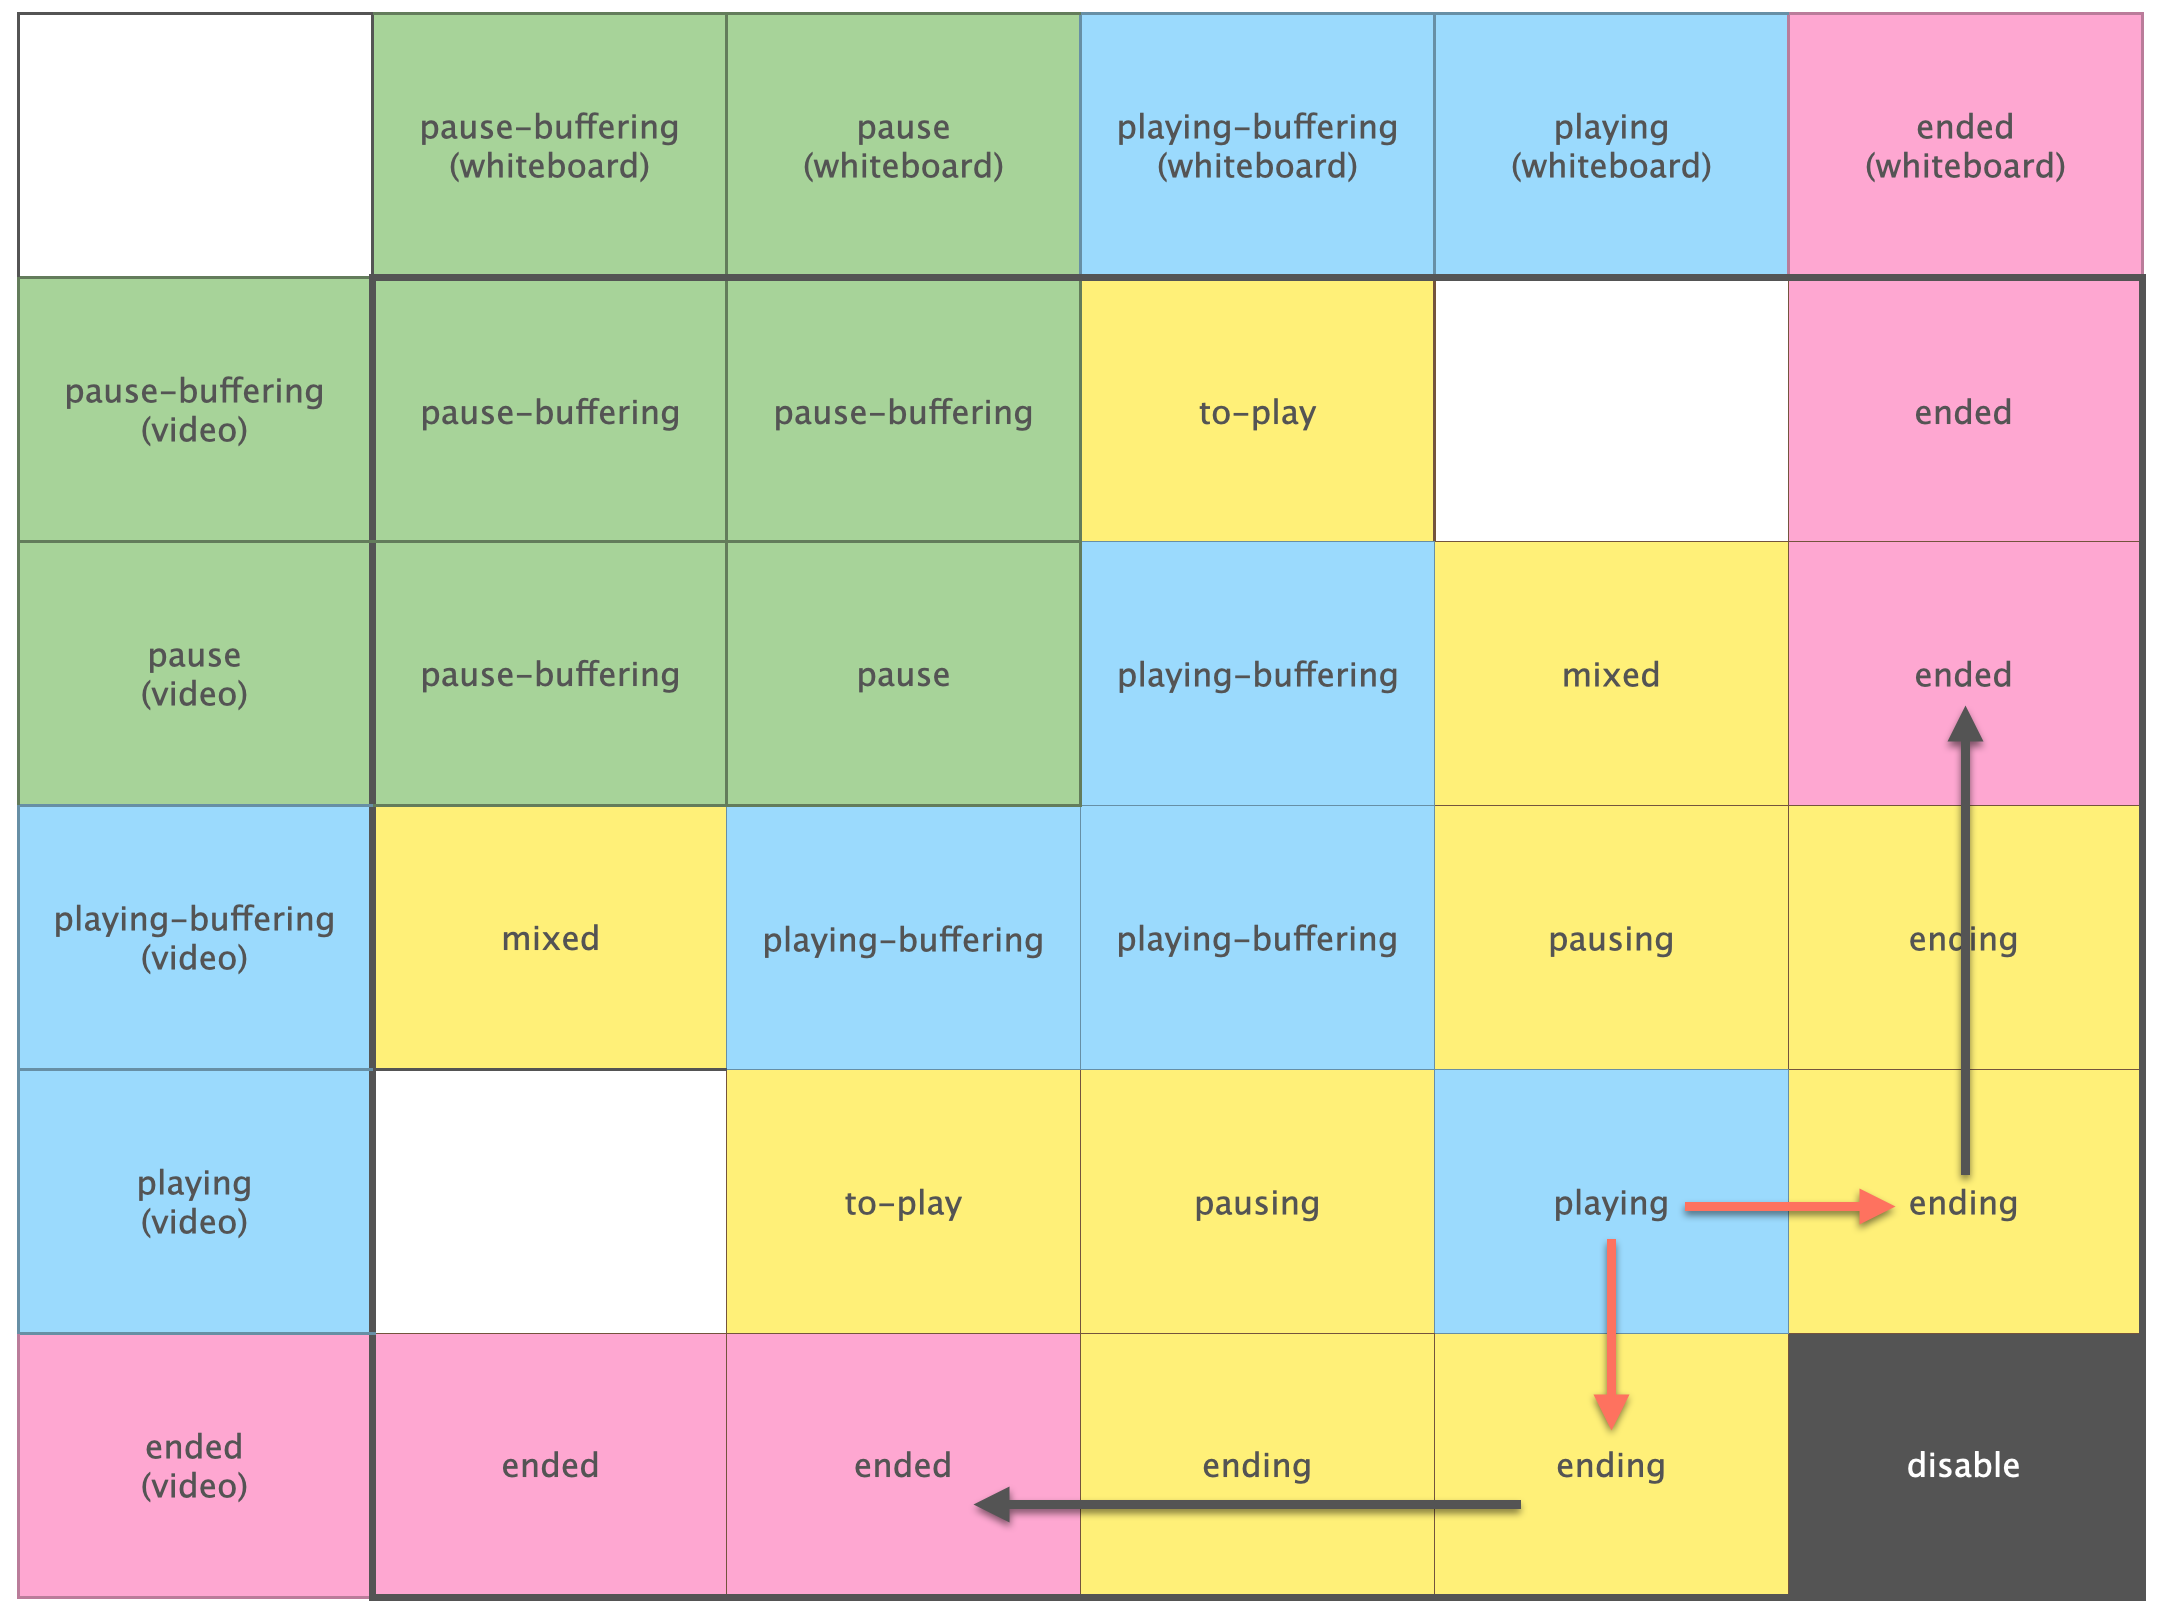 pause-buffering
(whiteboard)
pause
(whiteboard)
playing-buffering
(whiteboard)
playing
(whiteboard)
ended
(whiteboard)
pause-buffering
(video)
pause-buffering
pause-buffering
to-play
ended
pause
(video)
pause-buffering
pause
playing-buffering
mixed
ended
playing-buffering
(video)
mixed
playing-buffering
playing-buffering
pausing
ending
playing
(video)
to-play
pausing
playing
ending
ended
(video)
ended
ended
ending
ending
disable